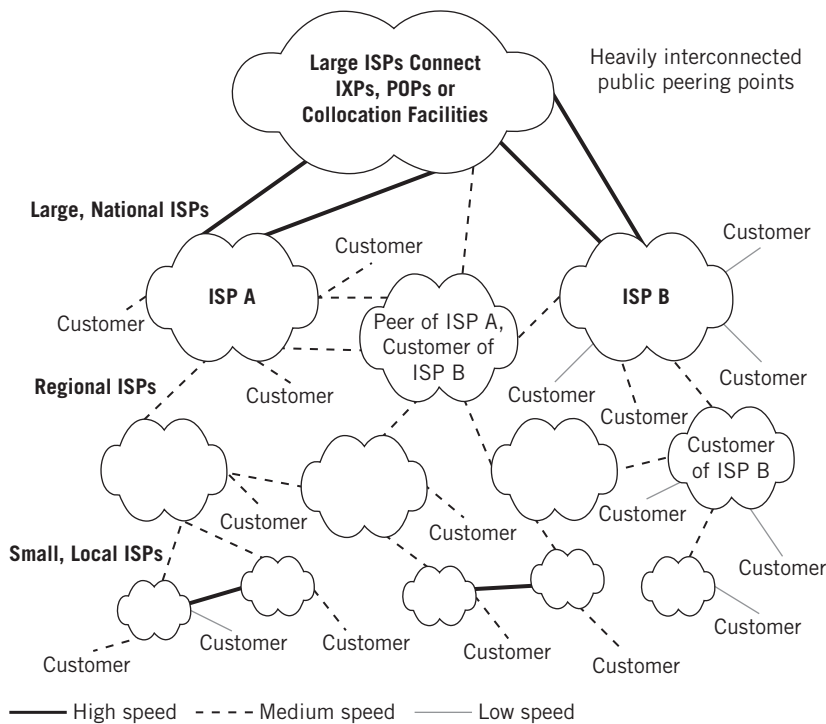 Large ISPs Connect
IXPs, POPs or
Collocation Facilities
Heavily interconnected
public peering points
Large, National ISPs
Customer
Customer
ISP A
ISP B
Customer
Peer of ISP A,
Customer of
ISP B
Regional ISPs
Customer
Customer
Customer
Customer
Customer
of ISP B
Customer
Customer
Customer
Small, Local ISPs
Customer
Customer
Customer
Customer
Customer
Customer
Customer
High speed
Medium speed
Low speed